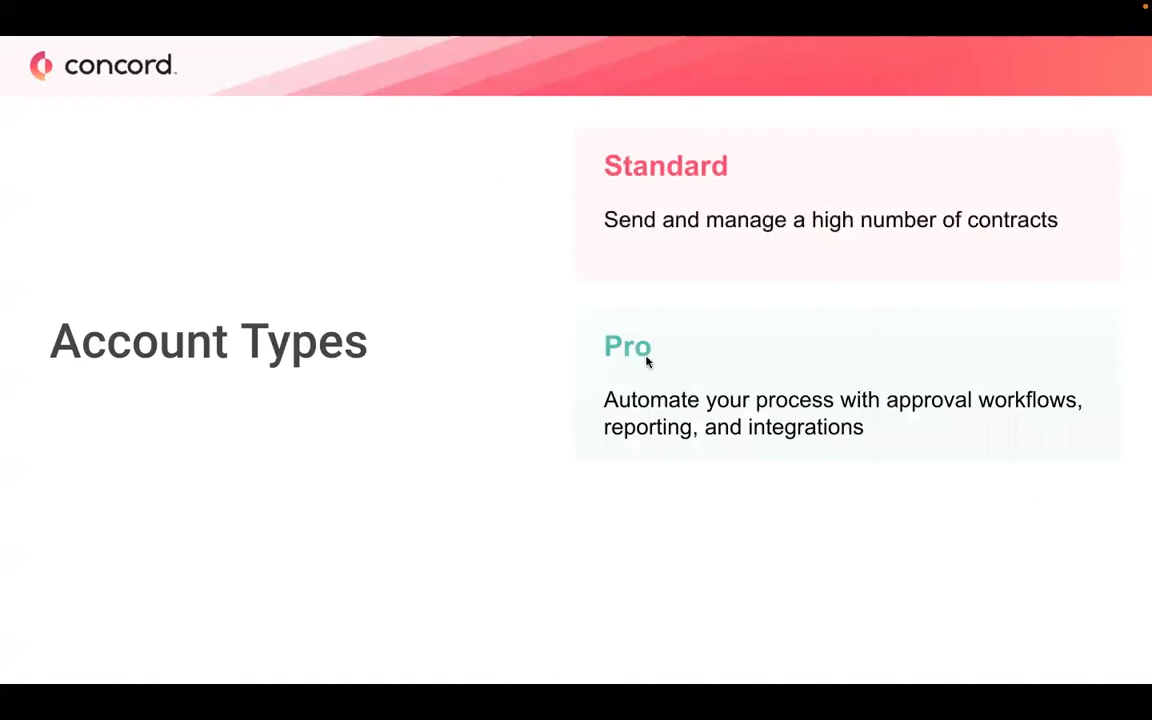 concord
Account Types
Standard
Send and manage a high number of contracts
Pro
Automate your process with approval workflows,
reporting, and integrations